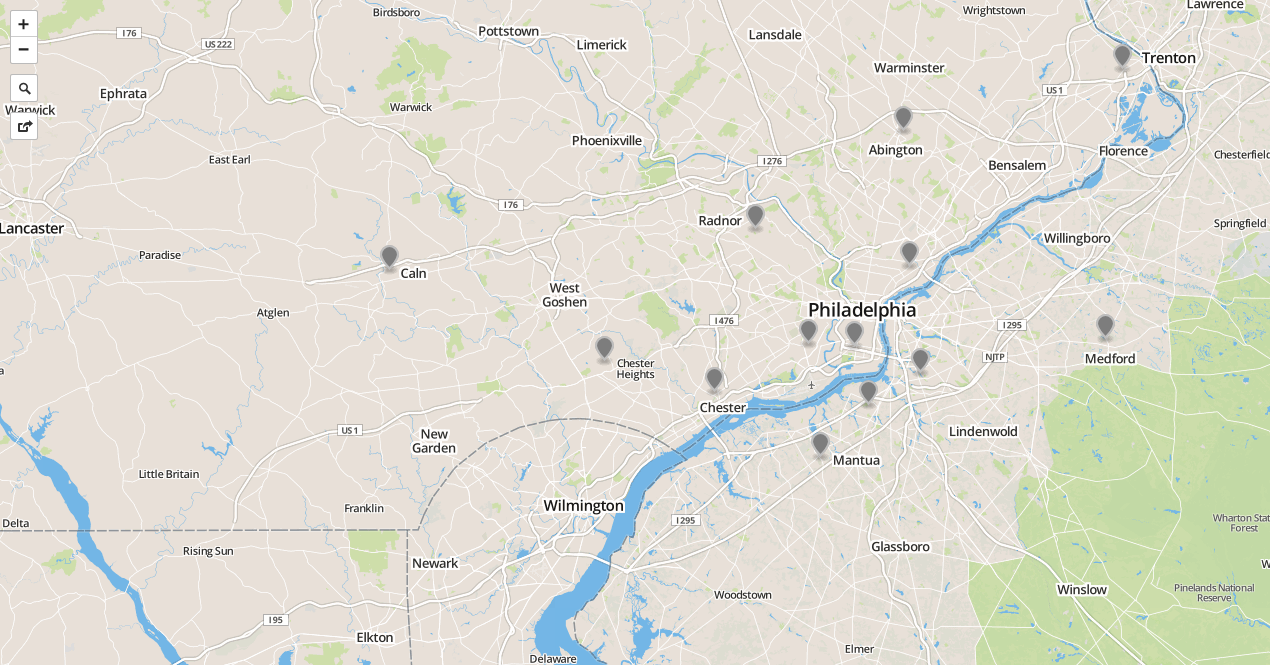 Birdsboro
Wrightstown
Lawrence
+
I 76
US 222
Pottstown
Limerick
Lansdale
−
Trenton
Warminster
Ephrata
US 1
Warwick
Warwick
Phoenixville
Abington
Florence
East Earl
I 276
Bensalem
Chesterfield
I 76
Radnor
Springfield
Lancaster
Willingboro
Paradise
Caln
West
Goshen
Atglen
Philadelphia
I 476
I 295
NJTP
Medford
Chester
Heights
Chester
US 1
New
Garden
Lindenwold
Mantua
Little Britain
Wilmington
Franklin
Delta
I 295
Wharton Stat
Forest
Rising Sun
Glassboro
Newark
Woodstown
Winslow
Pinelands National
Reserve
I 95
Elkton
Elmer
Delaware